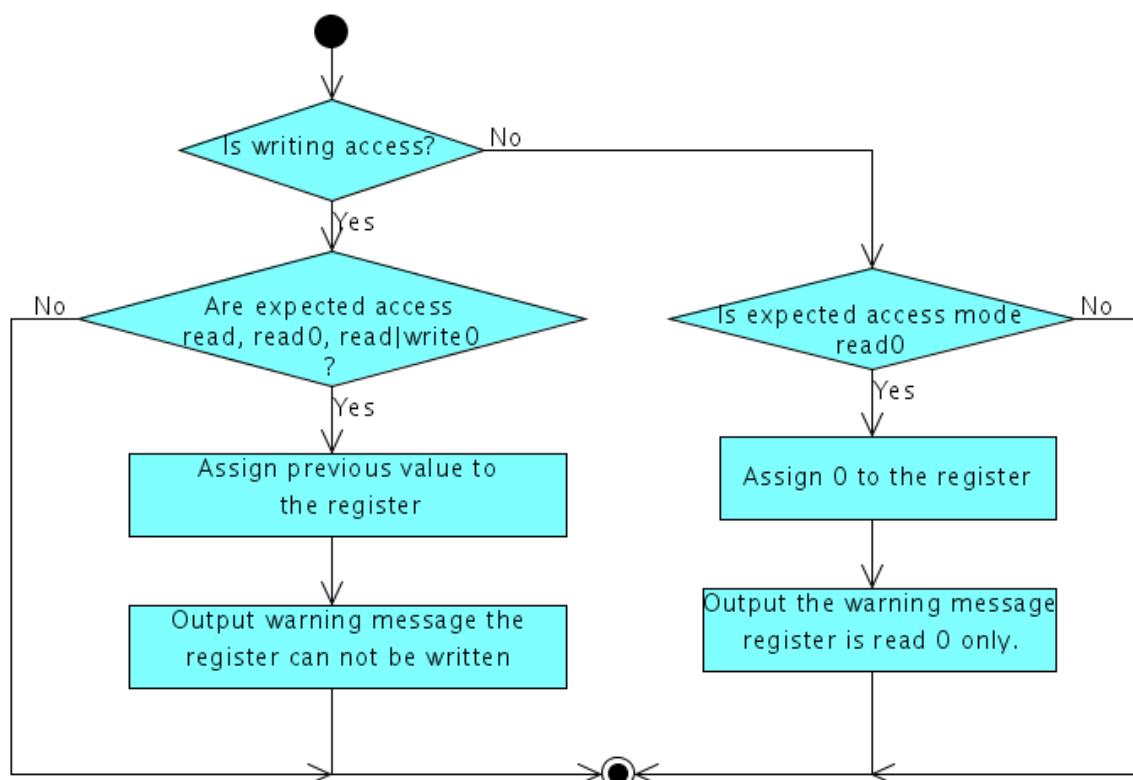 Is writing access?
No
Yes
No
Are expected access
read, read0, read|write0
?
Is expected access mode
read0
No
Yes
Yes
Assign previous value to
the register
Assign 0 to the register
Output warning message the
register can not be written
Output the warning message
register is read 0 only.